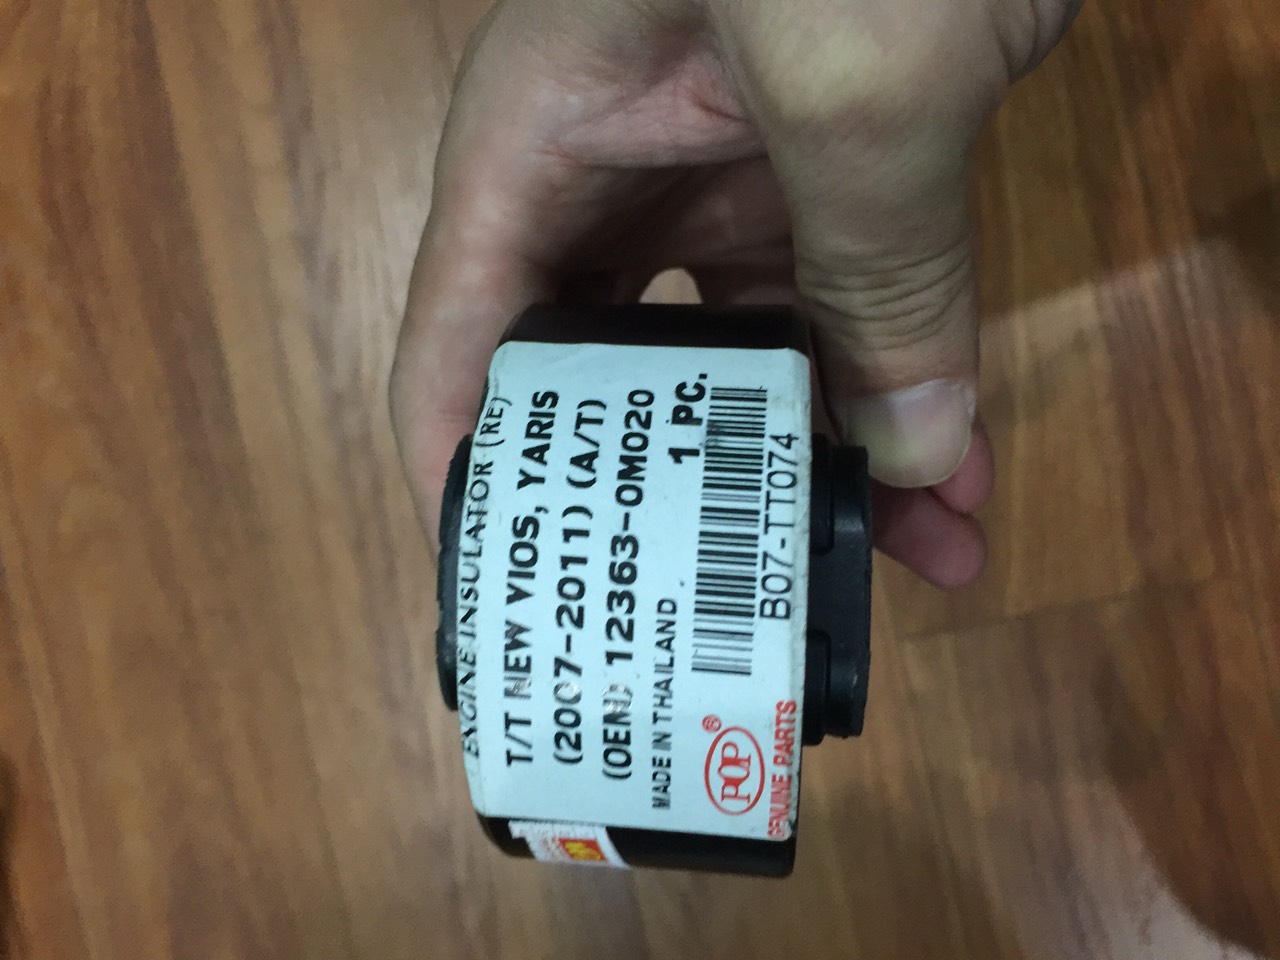 ENGINE INSULATOR (RE)
T/T NEW VIOS, YARIS
(2007-2011) (A/T)
(OEM) 12363-0M020
MADE IN THAILAND. 1 PC.
B07-TT074
POP®
GENUINE PARTS